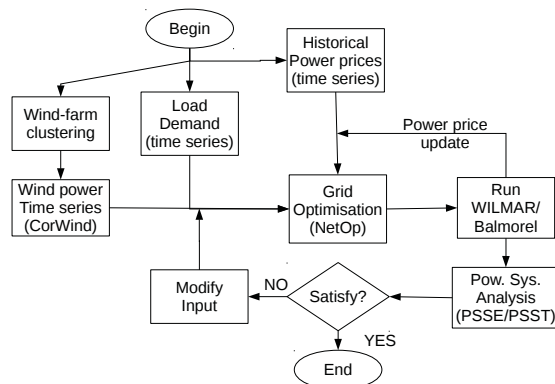 Begin
Historical
Power prices
(time series)
Wind-farm
clustering
Load
Demand
(time series)
Power price
update
Wind power
Time series
(CorWind)
Grid
Optimisation
(NetOp)
Run
WILMAR/
Balmorel
Modify
Input
NO
Satisfy?
Pow. Sys.
Analysis
(PSSE/PSST)
YES
End